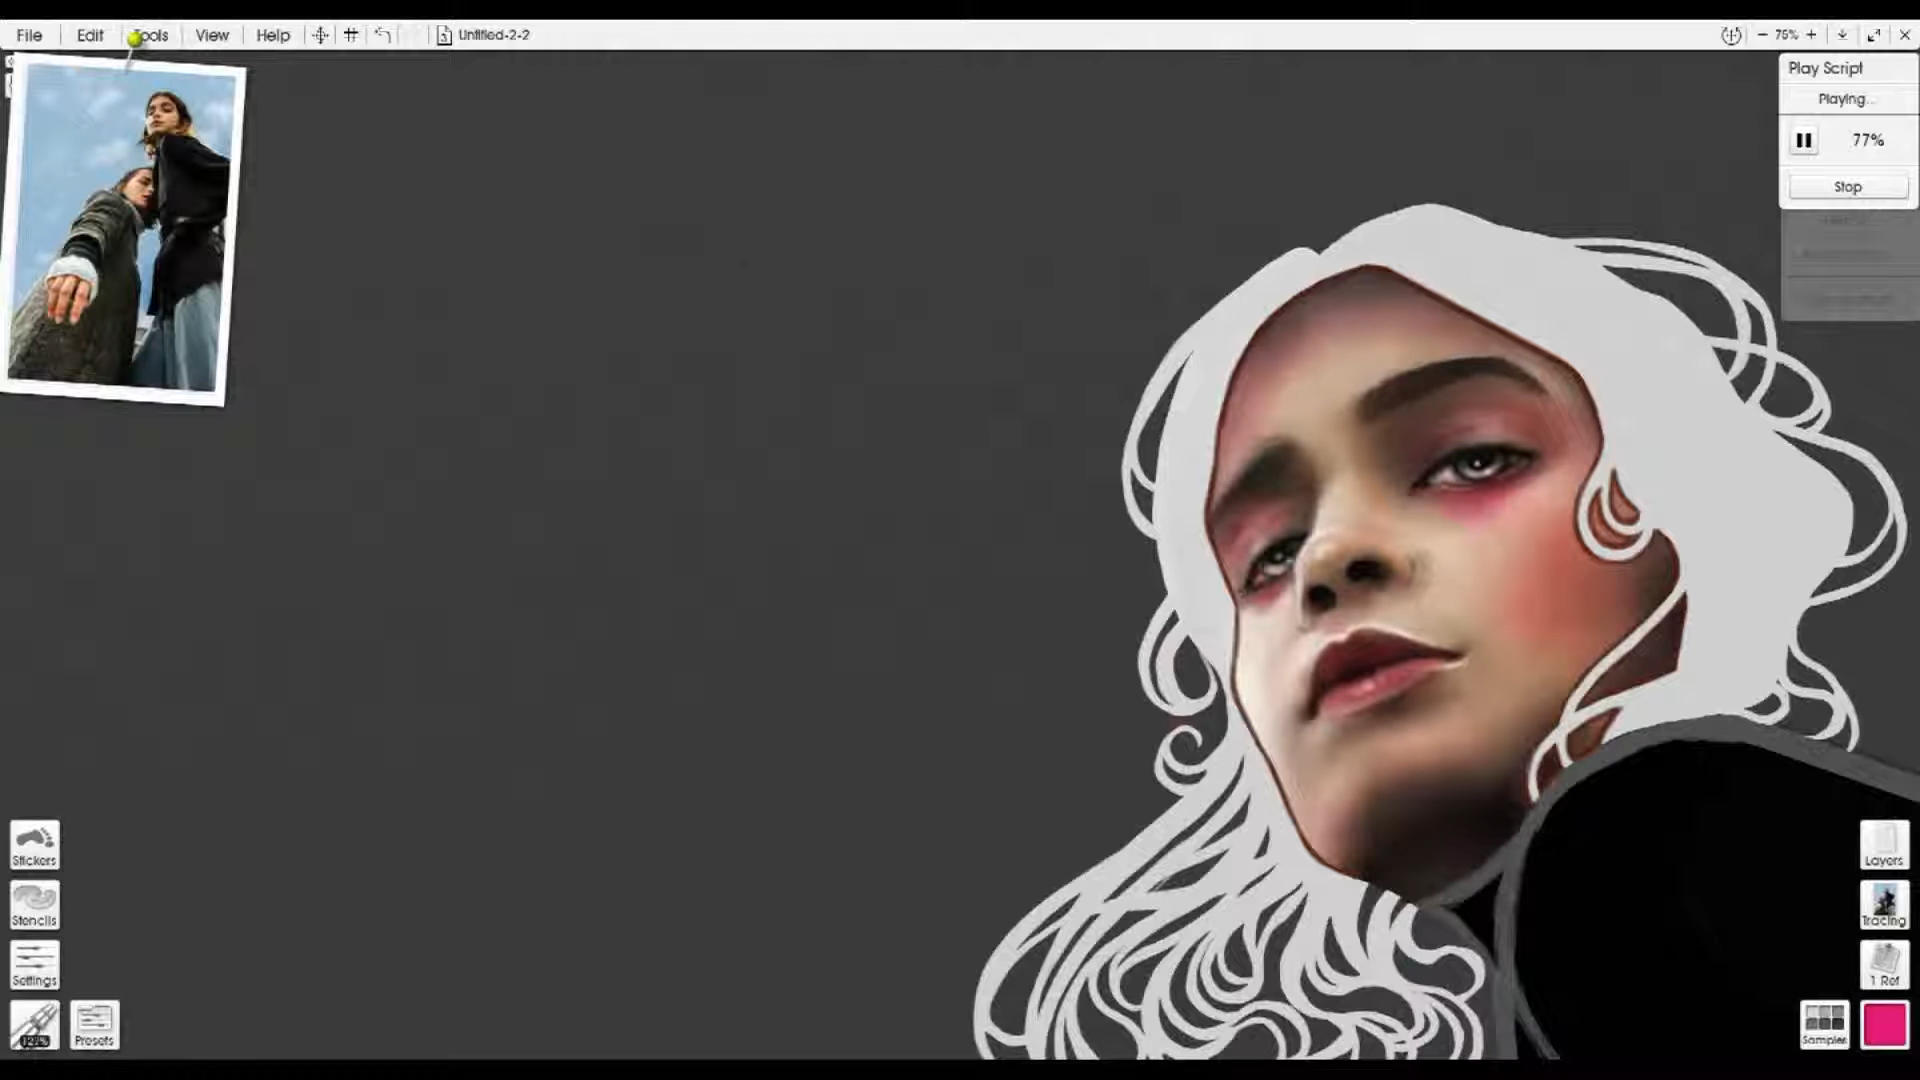 File Edit Tools View Help Untitled-2-2 75%
Play Script
Playing...
77%
Stop
Stickers
Stencils
Settings
Presets
Layers
Tracing
1 Ref
Samples